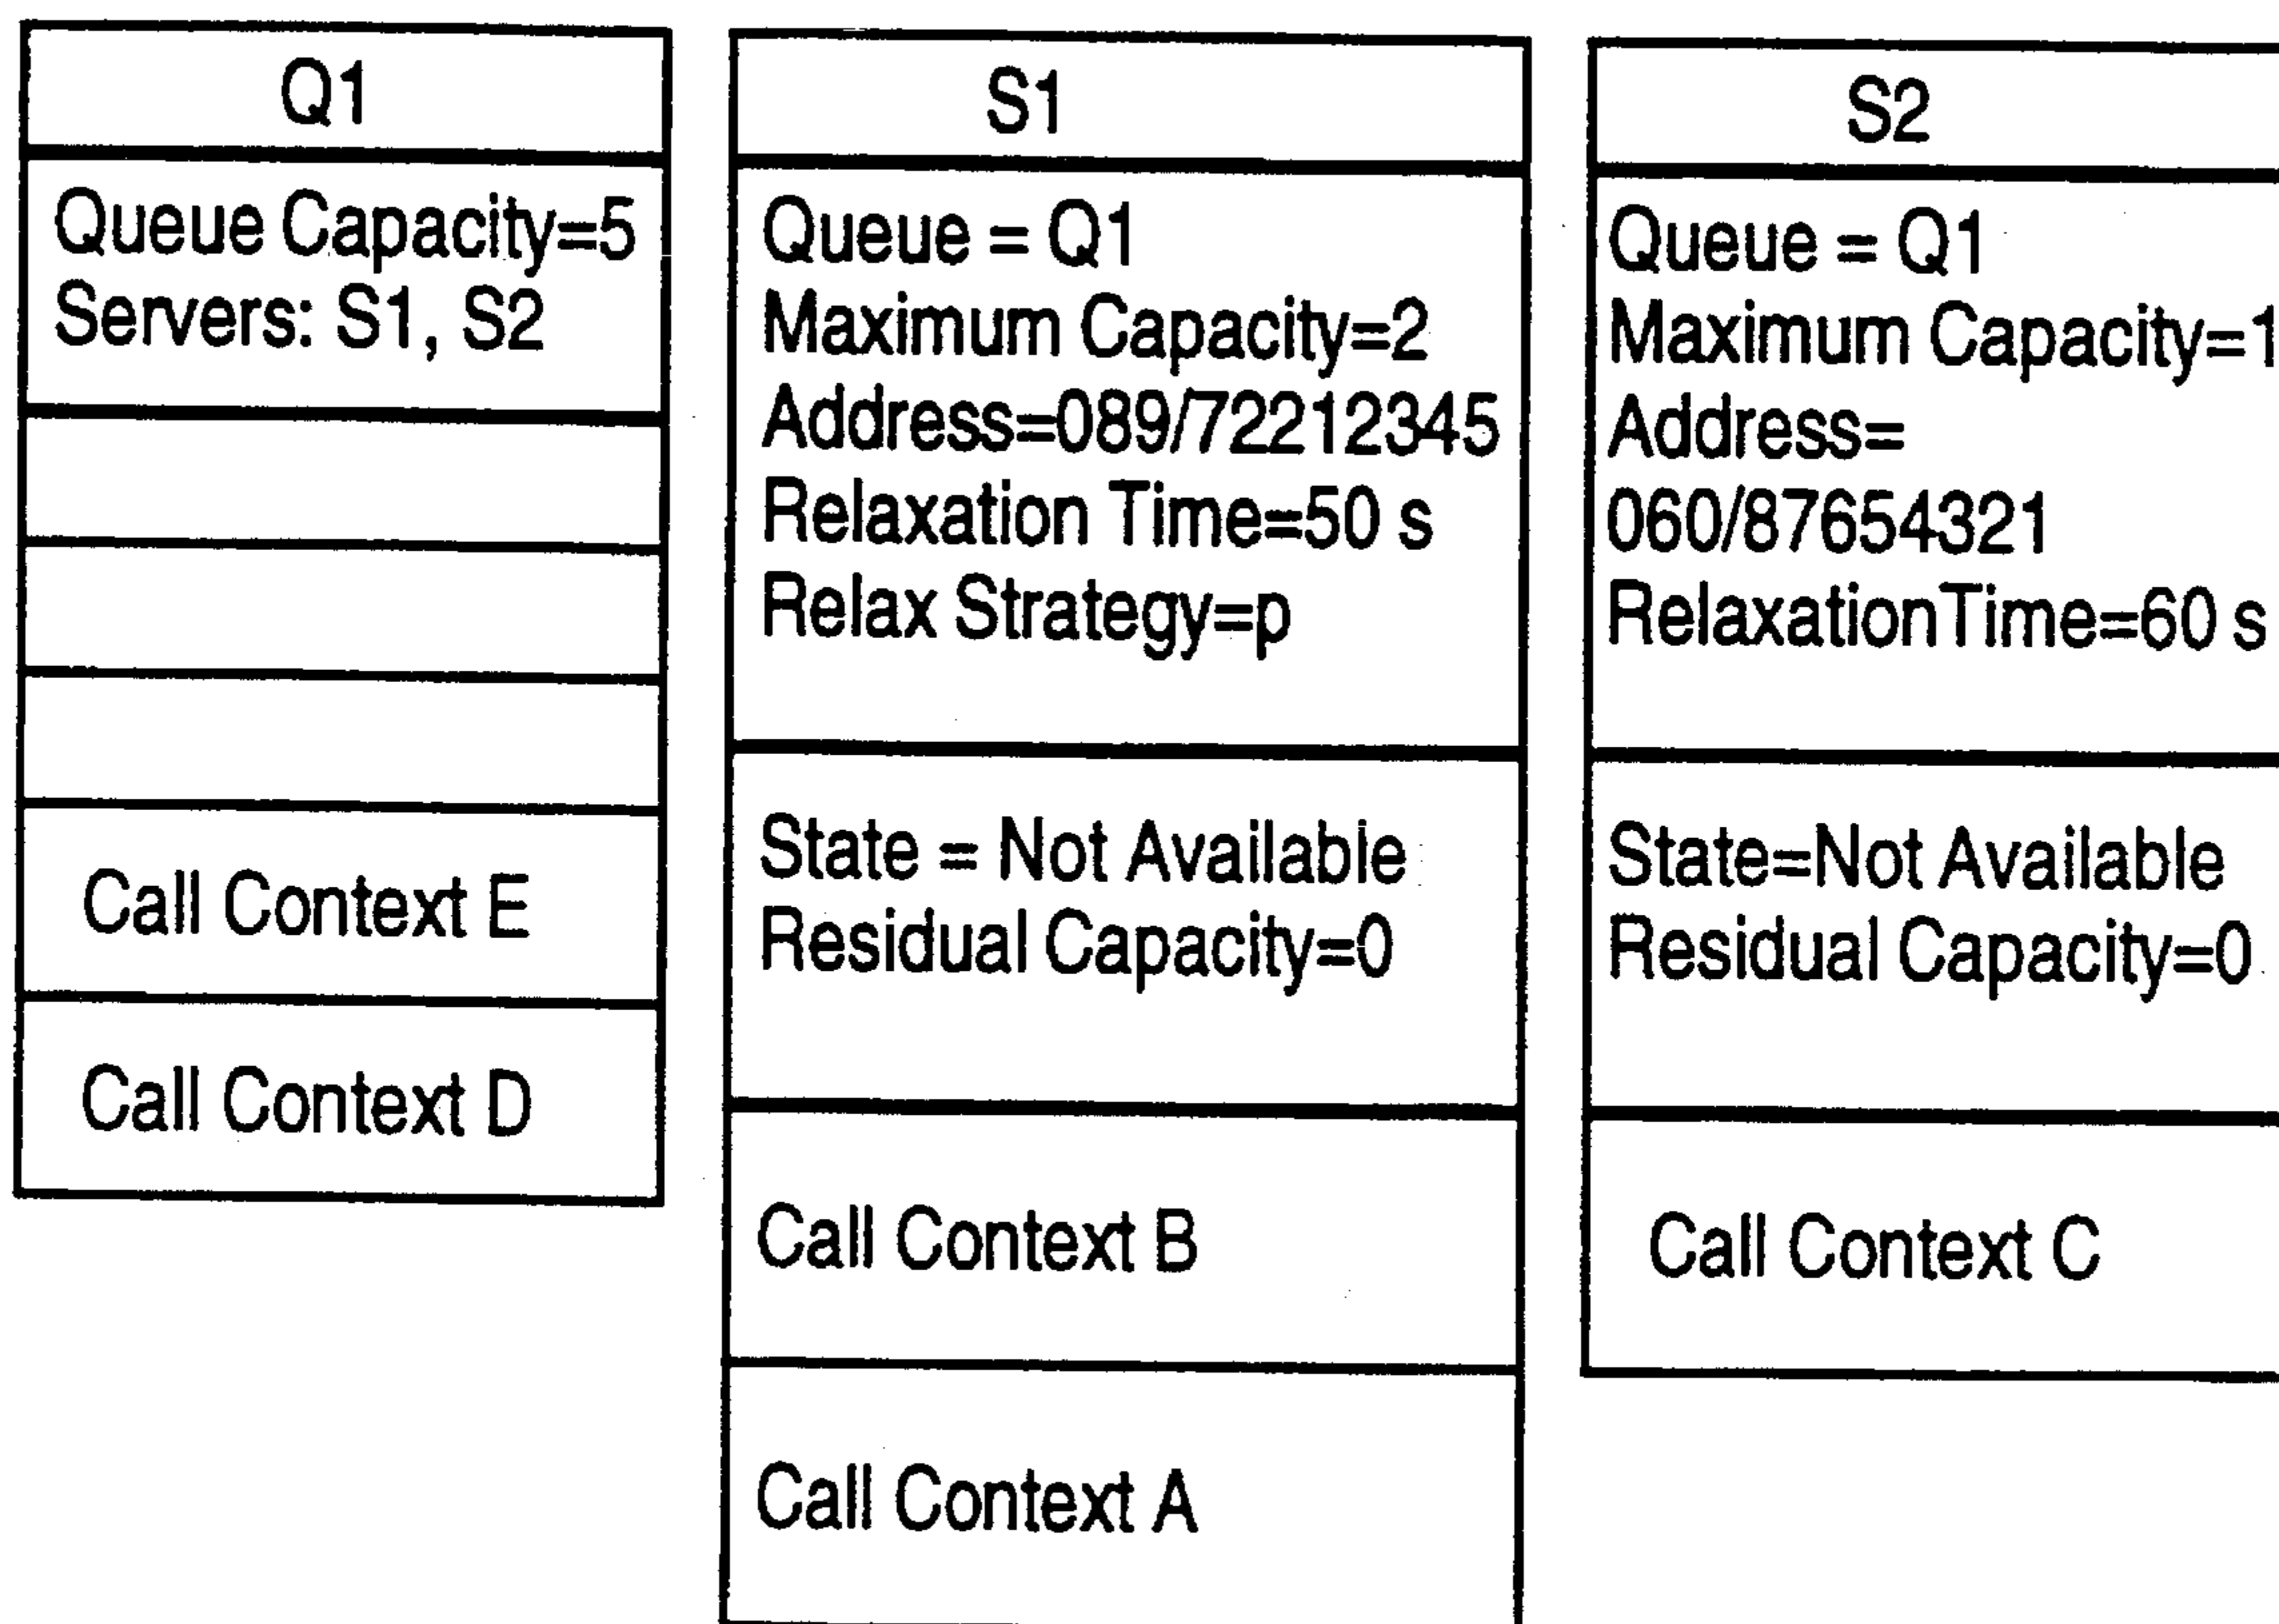 Q1
Queue Capacity=5
Servers: S1, S2
Call Context E
Call Context D
S1
Queue = Q1
Maximum Capacity=2
Address=089/72212345
Relaxation Time=50 s
Relax Strategy=p
State = Not Available
Residual Capacity=0
Call Context B
Call Context A
S2
Queue = Q1
Maximum Capacity=1
Address=
060/87654321
RelaxationTime=60 s
State=Not Available
Residual Capacity=0
Call Context C